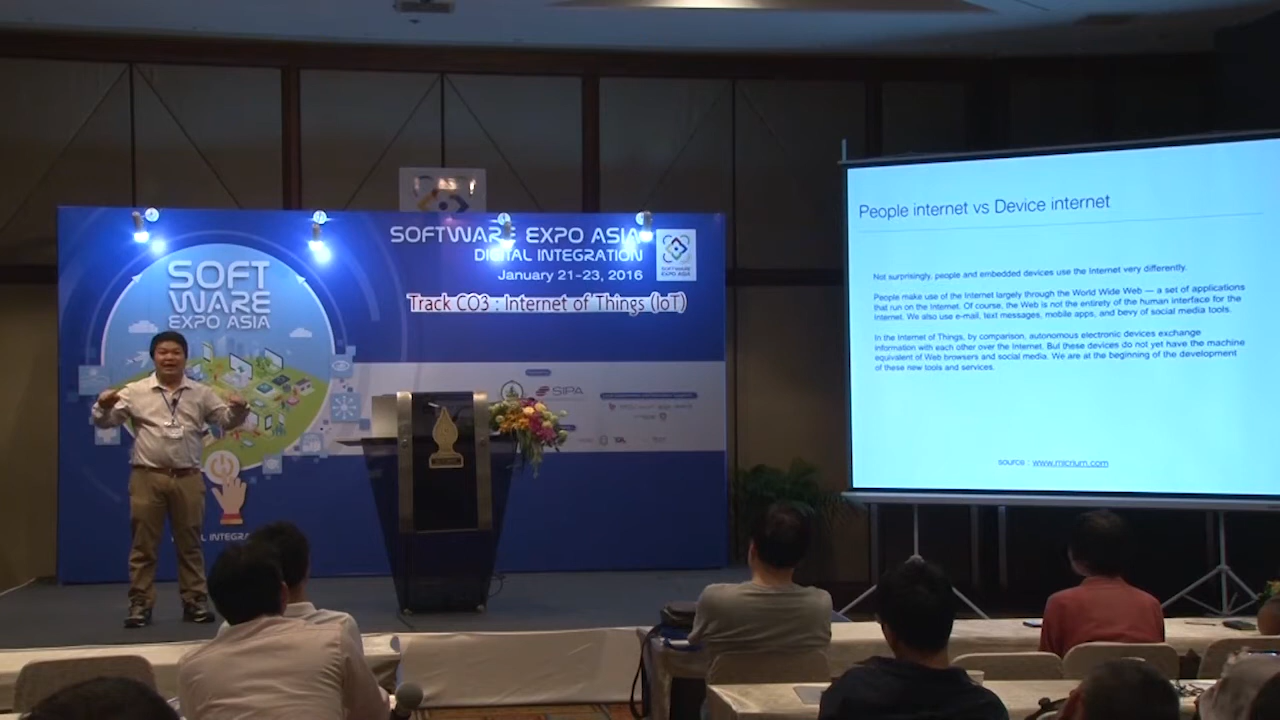 SOFTWARE EXPO ASIA
DIGITAL INTEGRATION
January 21-23, 2016
Track CO3 : Internet of Things (IoT)
SOFTWARE
EXPO ASIA
SOFT
WARE
EXPO ASIA
SIPA
People internet vs Device internet
Not surprisingly, people and embedded devices use the Internet very differently.
People make use of the Internet largely through the World Wide Web — a set of applications
that run on the Internet. Of course, the Web is not the entirety of the human interface for the
Internet. We also use e-mail, text messages, mobile apps, and bevy of social media tools.
In the Internet of Things, by comparison, autonomous electronic devices exchange
information with each other over the Internet. But these devices do not yet have the machine
equivalent of Web browsers and social media. We are at the beginning of the development
of these new tools and services.
source : www.micrium.com